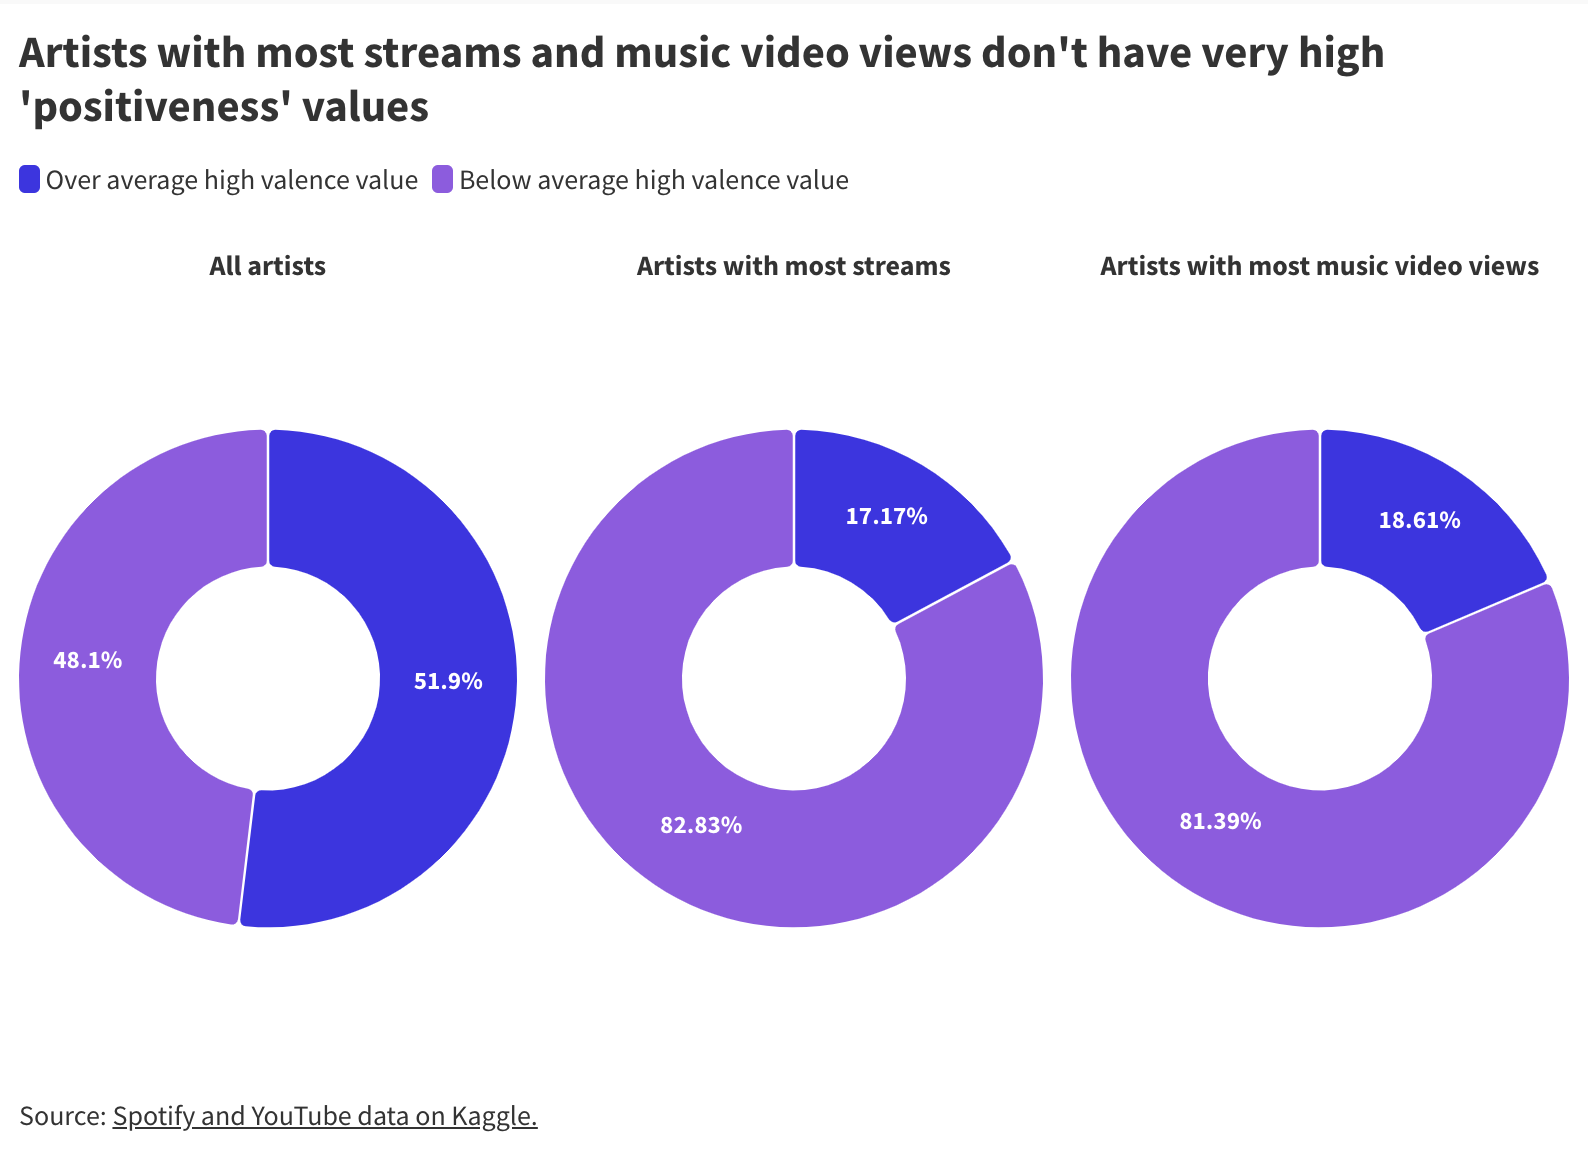 Artists with most streams and music video views don't have very high
'positiveness' values
Over average high valence value Below average high valence value
All artists
Artists with most streams
Artists with most music video views
48.1%
51.9%
17.17%
82.83%
18.61%
81.39%
Source: Spotify and YouTube data on Kaggle.